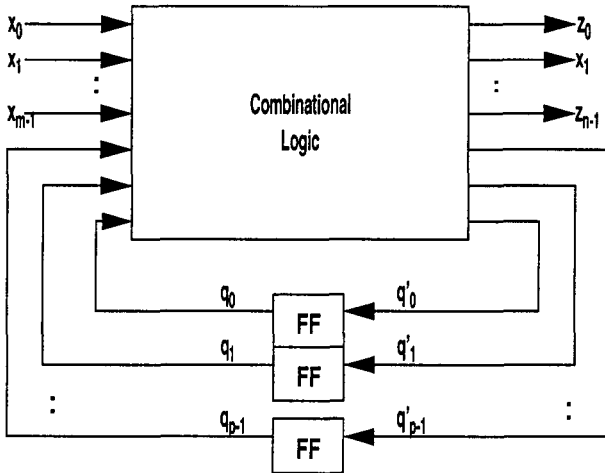 x0 z0
x1 x1
: :
xm-1 zn-1
Combinational
Logic
q0 FF q'0
q1 FF q'1
: :
qp-1 FF q'p-1